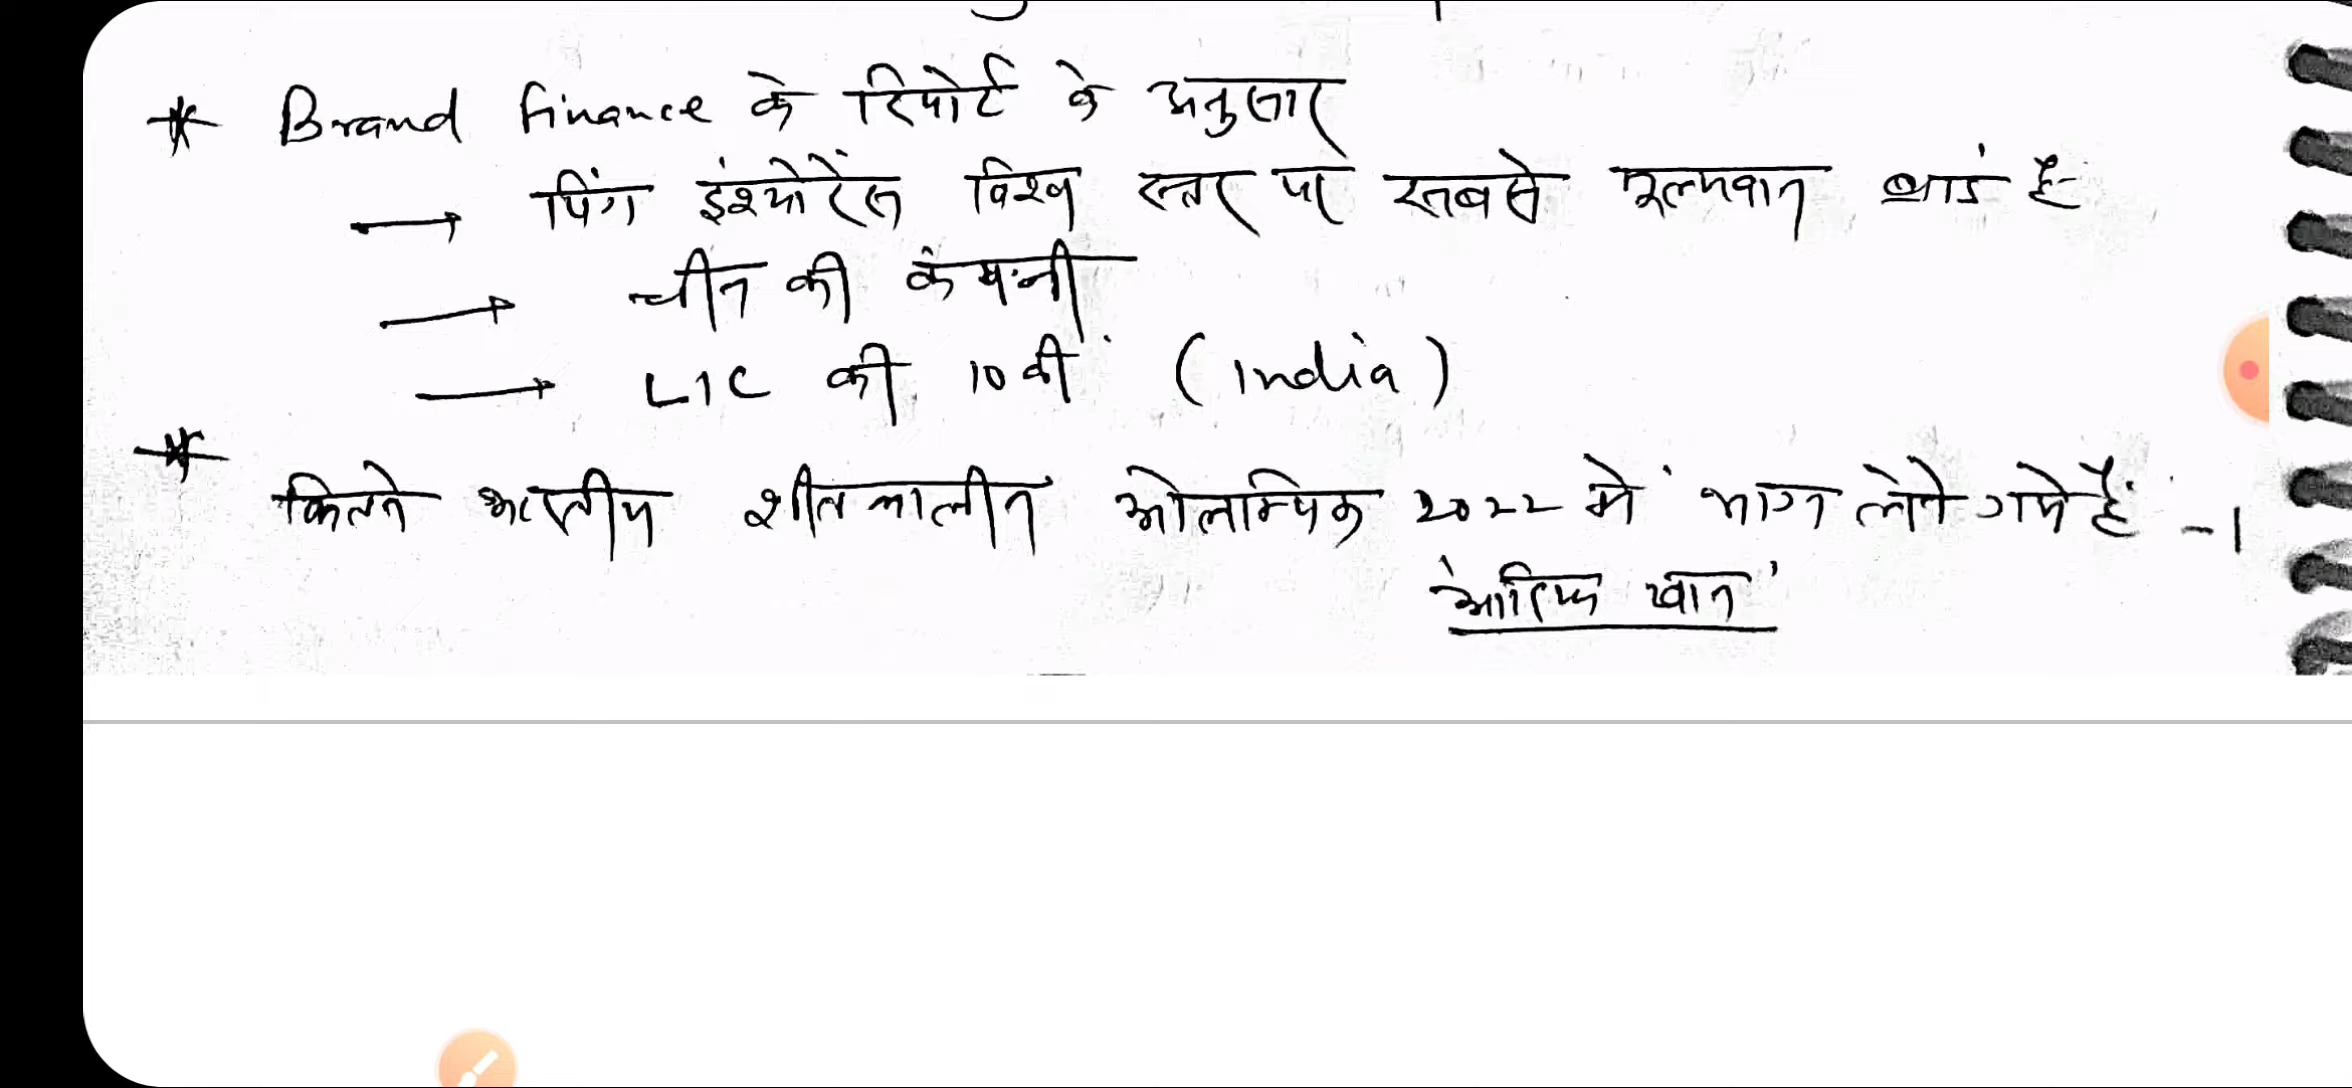 * Brand Finance के रिपोर्ट के अनुसार
→ पिंग इंश्योरेंस विश्व स्तर पर सबसे मूल्यवान ब्रांड है
→ चीन की कंपनी
→ LIC की 10वीं (India)
* कितने भारतीय शीतकालीन ओलम्पिक 2022 में भाग लेने गये हैं - 1
आरिफ खान